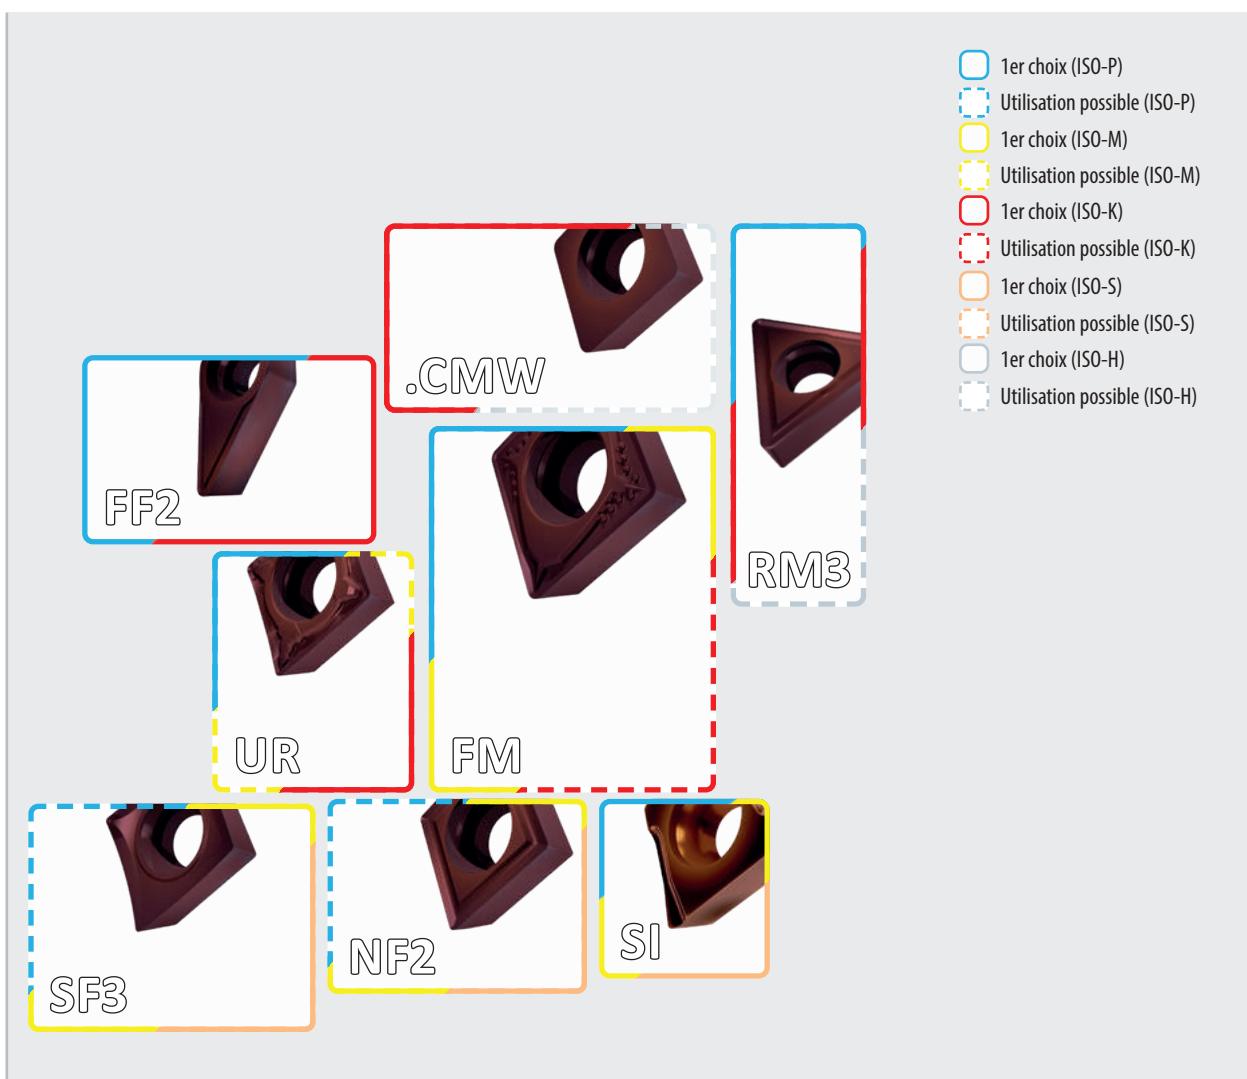 1er choix (ISO-P)
Utilisation possible (ISO-P)
1er choix (ISO-M)
Utilisation possible (ISO-M)
1er choix (ISO-K)
Utilisation possible (ISO-K)
1er choix (ISO-S)
Utilisation possible (ISO-S)
1er choix (ISO-H)
Utilisation possible (ISO-H)
.CMW
FF2
RM3
UR
FM
SF3
NF2
SI